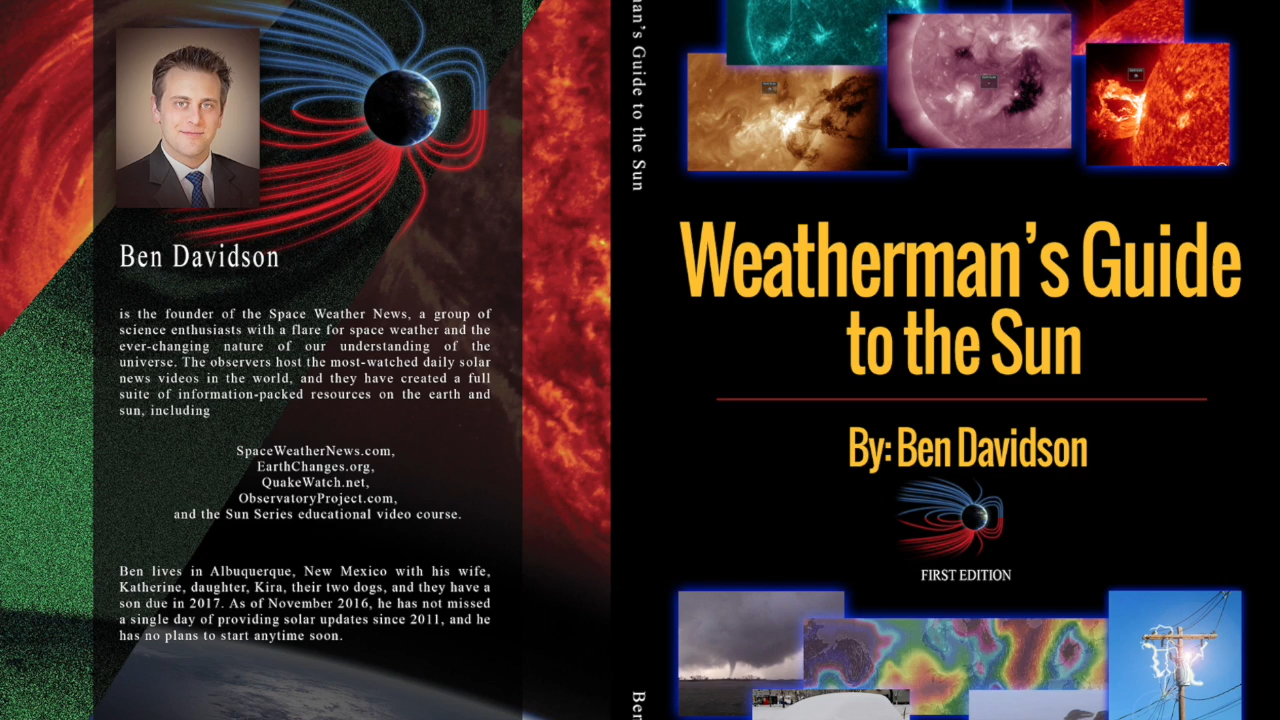 Ben Davidson
is the founder of the Space Weather News, a group of
science enthusiasts with a flare for space weather and the
ever-changing nature of our understanding of the
universe. The observers host the most-watched daily solar
news videos in the world, and they have created a full
suite of information-packed resources on the earth and
sun, including
SpaceWeatherNews.com,
EarthChanges.org,
QuakeWatch.net,
ObservatoryProject.com,
and the Sun Series educational video course.
Ben lives in Albuquerque, New Mexico with his wife,
Katherine, daughter, Kira, their two dogs, and they have a
son due in 2017. As of November 2016, he has not missed
a single day of providing solar updates since 2011, and he
has no plans to start anytime soon.
man's Guide to the Sun
Ben
Weatherman's Guide
to the Sun
By: Ben Davidson
FIRST EDITION